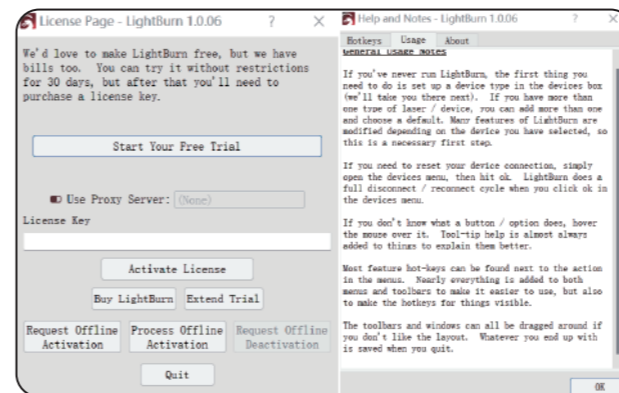 License Page - LightBurn 1.0.06 ? ×
We'd love to make LightBurn free, but we have
bills too. You can try it without restrictions
for 30 days, but after that you'll need to
purchase a license key.
Start Your Free Trial
Use Proxy Server: (None)
License Key
Activate License
Buy LightBurn Extend Trial
Request Offline Process Offline Request Offline
Activation Activation Deactivation
Quit
Help and Notes - LightBurn 1.0.06 ? ×
Hotkeys Usage About
General Usage Notes
If you've never run LightBurn, the first thing you
need to do is set up a device type in the devices box
(we'll take you there next). If you have more than
one type of laser / device, you can add more than one
and choose a default. Many features of LightBurn are
modified depending on the device you have selected, so
this is a necessary first step.
If you need to reset your device connection, simply
open the devices menu, then hit ok. LightBurn does a
full disconnect / reconnect cycle when you click ok in
the devices menu.
If you don't know what a button / option does, hover
the mouse over it. Tool-tip help is almost always
added to things to explain them better.
Most feature hot-keys can be found next to the action
in the menus. Nearly everything is added to both
menus and toolbars to make it easier to use, but also
to make the hotkeys for things visible.
The toolbars and windows can all be dragged around if
you don't like the layout. Whatever you end up with
is saved when you quit.
OK